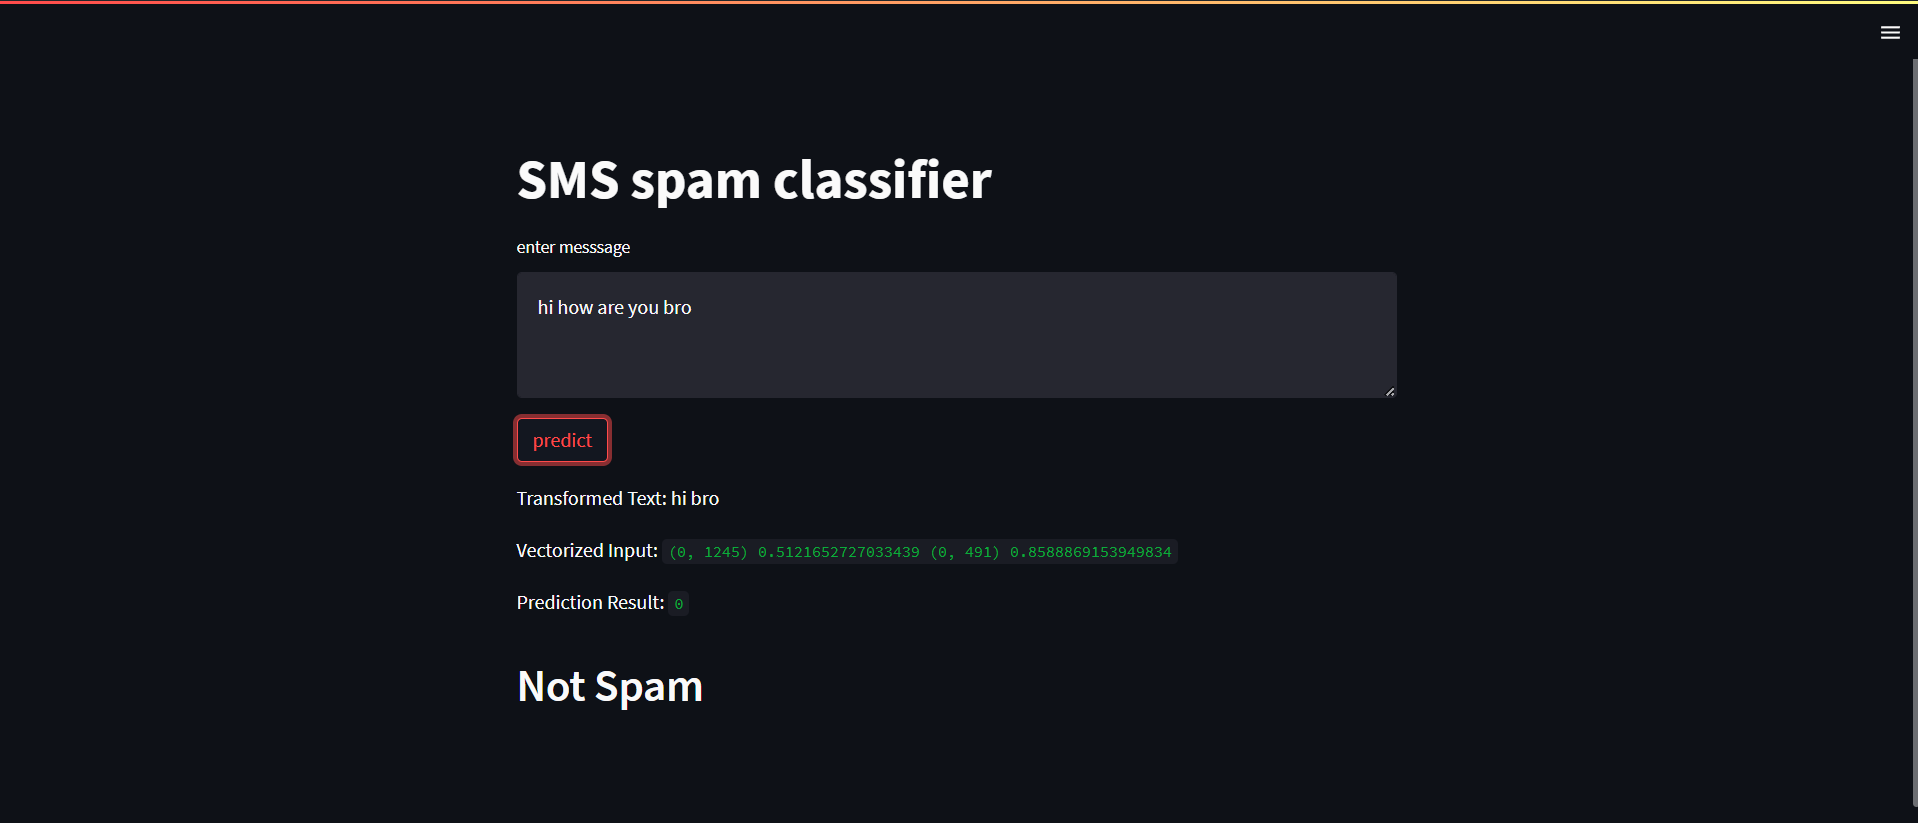 SMS spam classifier
enter messsage
hi how are you bro
predict
Transformed Text: hi bro
Vectorized Input: (0, 1245) 0.5121652727033439 (0, 491) 0.8588869153949834
Prediction Result: 0
Not Spam